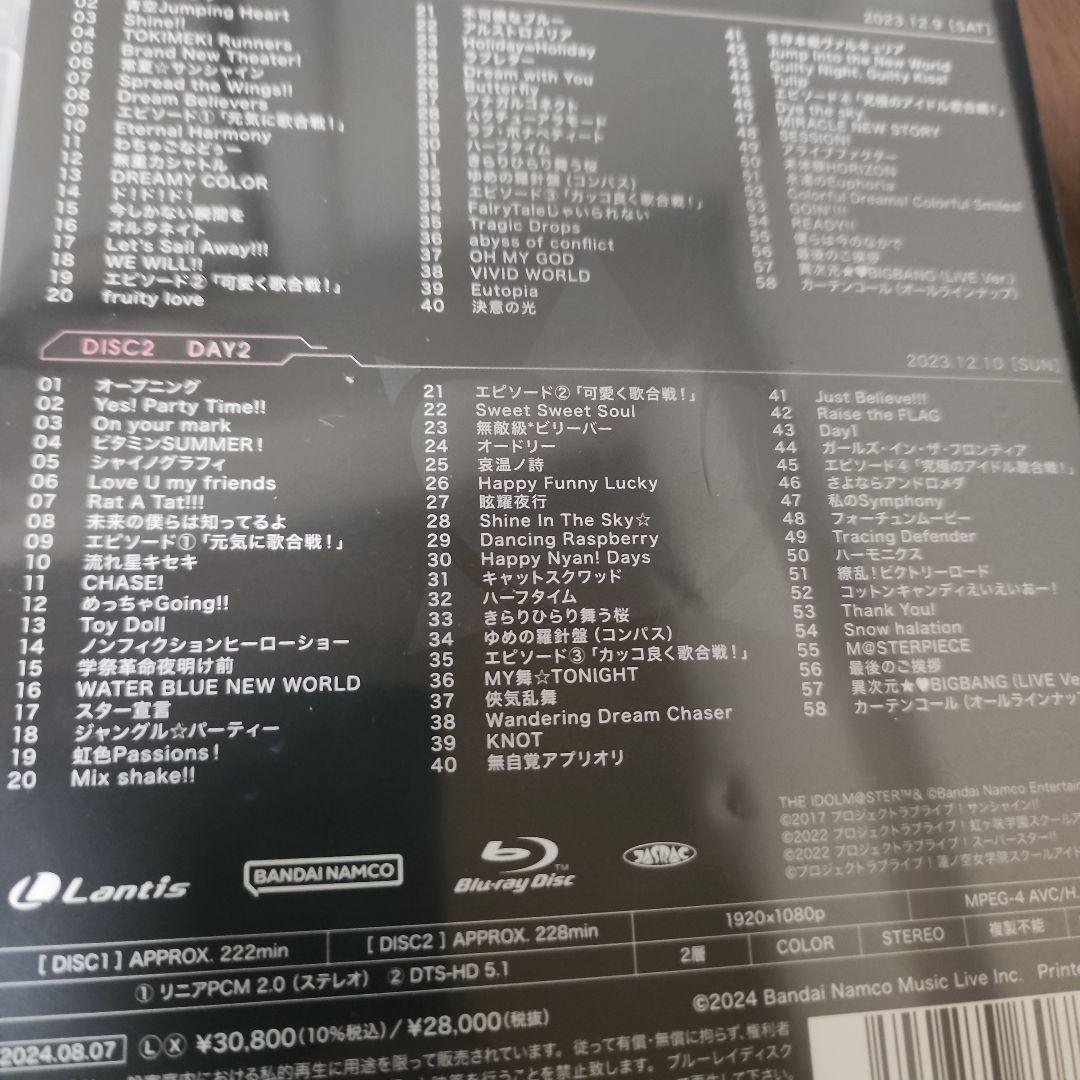 2023.12.9 [SAT]
02 青空Jumping Heart
03 Shine!!
04 TOKIMEKI Runners
05 Brand New Theater!
06 常夏☆サンシャイン
07 Spread the Wings!!
08 Dream Believers
09 エピソード①「元気に歌合戦!」
10 Eternal Harmony
11 わちゅごなどぅー
12 無重力シャトル
13 DREAMY COLOR
14 ド!ド!ド!
15 今しかない瞬間を
16 オルタネイト
17 Let's Sail Away!!!
18 WE WILL!!
19 エピソード②「可愛く歌合戦!」
20 fruity love
21 不可思なブルー
22 アルストロメリア
23 Holiday∞Holiday
24 ラブレター
25 Dream with You
26 Butterfly
27 ツナガルコネクト
28 ハクチューアラモード
29 ラブ・ボナペティート
30 ハーフタイム
31 きらりひらり舞う桜
32 ゆめの羅針盤(コンパス)
33 エピソード③「カッコ良く歌合戦!」
34 FairyTaleじゃいられない
35 Tragic Drops
36 abyss of conflict
37 OH MY GOD
38 VIVID WORLD
39 Eutopia
40 決意の光
41
42 Jump Into the New World
43 Guilty Night, Guilty Kiss!
44 Tulip
45 エピソード④「究極のアイドル歌合戦!」
46 Dye the sky.
47 MIRACLE NEW STORY
48 SESSION!
49 アライブファクター
50 未体験HORIZON
51 永遠のEuphoria
52 Colorful Dreams! Colorful Smiles!
53 GOIN'!!!
54 READY!!
55 僕らは今のなかで
56 最後のご挨拶
57 異次元★♥BIGBANG (LIVE Ver.)
58 カーテンコール(オールラインナップ)
DISC2 DAY2
2023.12.10 [SUN]
01 オープニング
02 Yes! Party Time!!
03 On your mark
04 ビタミンSUMMER!
05 シャイノグラフィ
06 Love U my friends
07 Rat A Tat!!!
08 未来の僕らは知ってるよ
09 エピソード①「元気に歌合戦!」
10 流れ星キセキ
11 CHASE!
12 めっちゃGoing!!
13 Toy Doll
14 ノンフィクションヒーローショー
15 学祭革命夜明け前
16 WATER BLUE NEW WORLD
17 スター宣言
18 ジャングル☆パーティー
19 虹色Passions!
20 Mix shake!!
21 エピソード②「可愛く歌合戦!」
22 Sweet Sweet Soul
23 無敵級*ビリーバー
24 オードリー
25 哀温ノ詩
26 Happy Funny Lucky
27 眩耀夜行
28 Shine In The Sky☆
29 Dancing Raspberry
30 Happy Nyan! Days
31 キャットスクワッド
32 ハーフタイム
33 きらりひらり舞う桜
34 ゆめの羅針盤(コンパス)
35 エピソード③「カッコ良く歌合戦!」
36 MY舞☆TONIGHT
37 侠気乱舞
38 Wandering Dream Chaser
39 KNOT
40 無自覚アプリオリ
41 Just Believe!!!
42 Raise the FLAG
43 Day1
44 ガールズ・イン・ザ・フロンティア
45 エピソード④「究極のアイドル歌合戦!」
46 さよならアンドロメダ
47 私のSymphony
48 フォーチュンムービー
49 Tracing Defender
50 ハーモニクス
51 繚乱!ビクトリーロード
52 コットンキャンディえいえいおー!
53 Thank You!
54 Snow halation
55 M@STERPIECE
56 最後のご挨拶
57 異次元★♥BIGBANG (LIVE Ve
58 カーテンコール(オールラインナッ
THE IDOLM@STER™& ©Bandai Namco Entertain
©2017 プロジェクトラブライブ!サンシャイン!!
©2022 プロジェクトラブライブ!虹ヶ咲学園スクールア
©2022 プロジェクトラブライブ!スーパースター!!
©プロジェクトラブライブ!蓮ノ空女学院スクールアイド
Lantis
BANDAI NAMCO
Blu-ray Disc™
JASRAC
[DISC1] APPROX. 222min
[DISC2] APPROX. 228min
1920×1080p
MPEG-4 AVC/H.
① リニアPCM 2.0 (ステレオ) ② DTS-HD 5.1
2層
COLOR
STEREO
複製不能
©2024 Bandai Namco Music Live Inc. Printe
2024.08.07 L X ¥30,800(10%税込)/¥28,000(税抜)
般家庭内における私的再生に用途を限って販売されています。従って有償・無償に拘らず、権利者
等を行うことを禁止致します。ブルーレイディスク